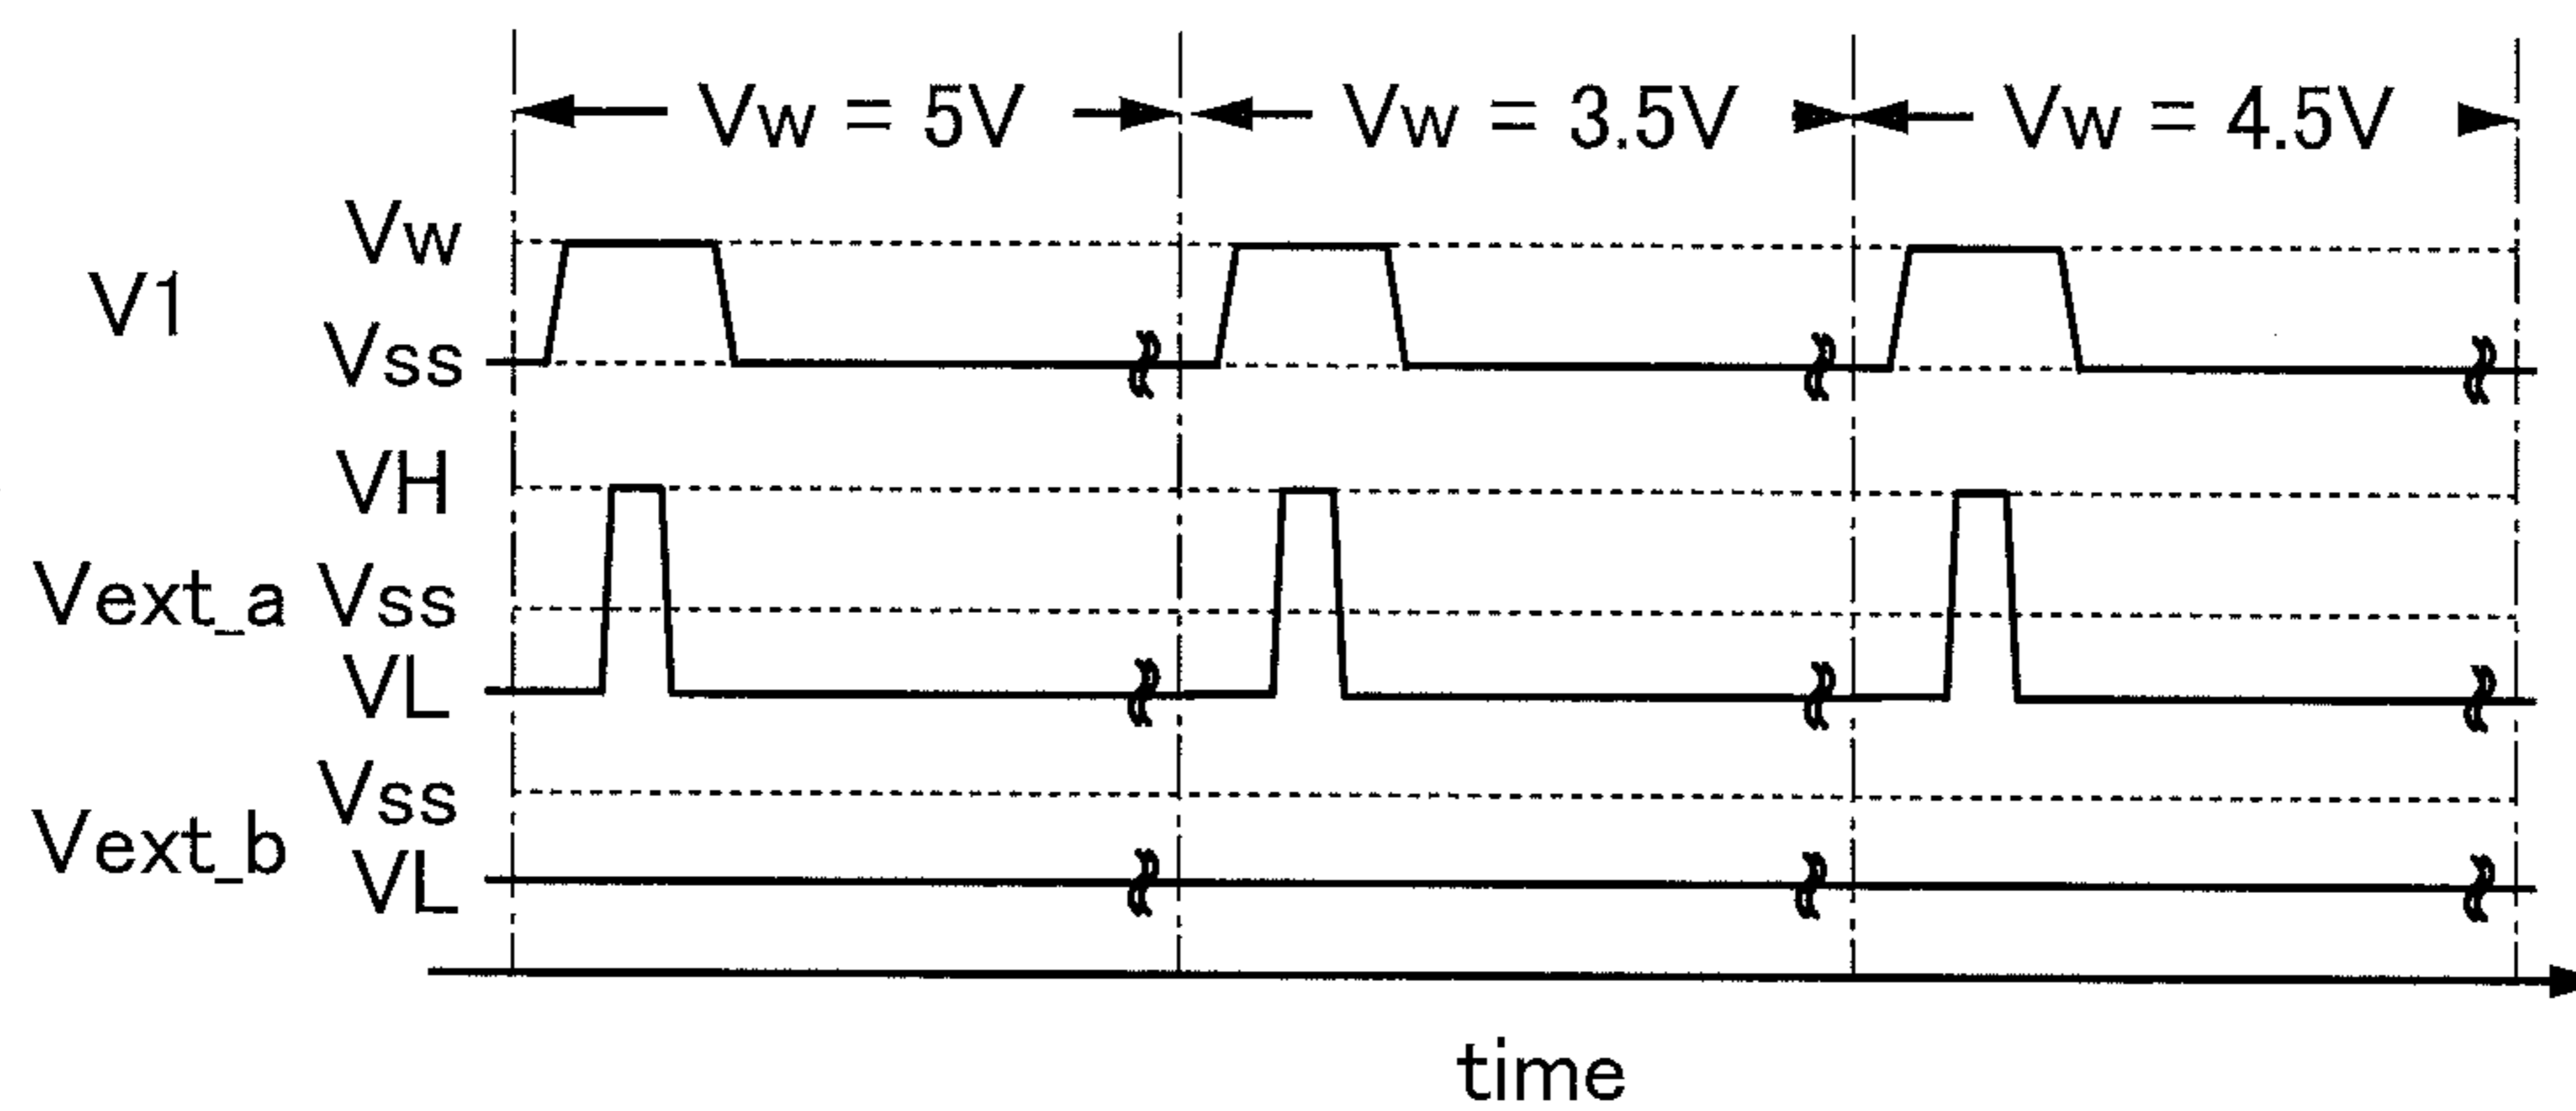 Vw = 5V Vw = 3.5V Vw = 4.5V
Vw
V1
Vss
VH
Vext_a Vss
VL
Vss
Vext_b
VL
time